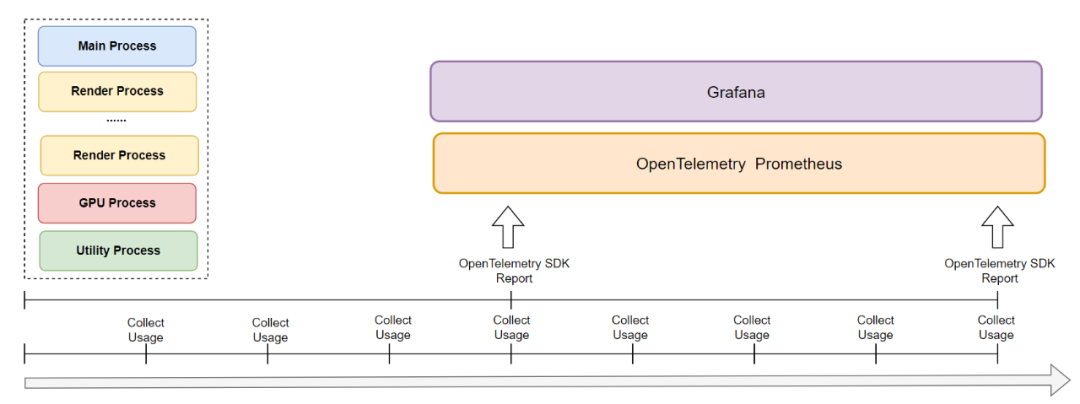 Main Process
Render Process
......
Render Process
GPU Process
Utility Process
Grafana
OpenTelemetry Prometheus
OpenTelemetry SDK
Report
OpenTelemetry SDK
Report
Collect
Usage
Collect
Usage
Collect
Usage
Collect
Usage
Collect
Usage
Collect
Usage
Collect
Usage
Collect
Usage